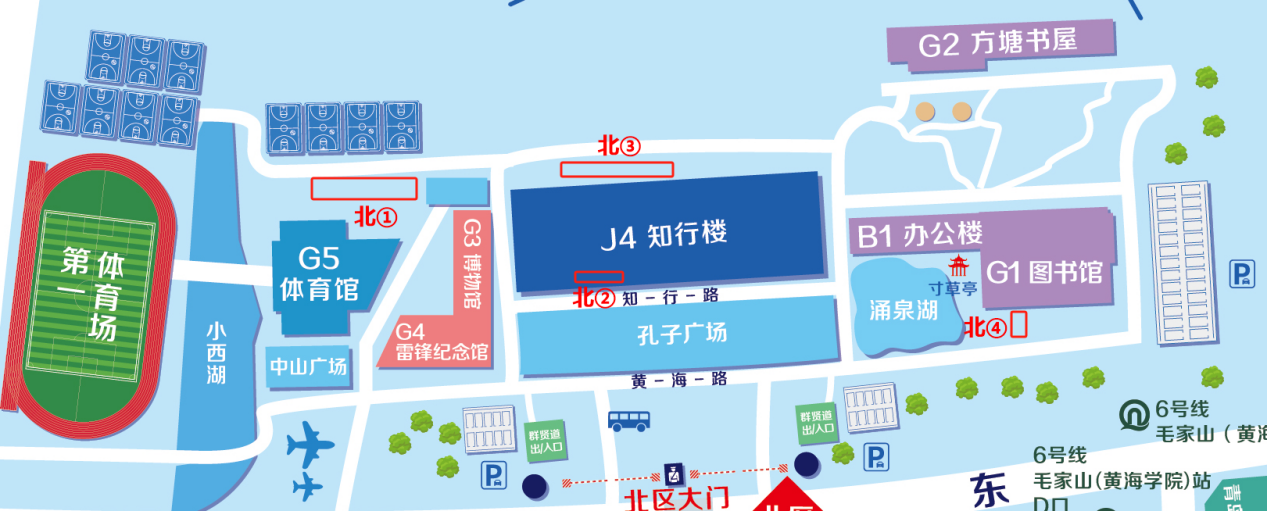 G2 方塘书屋
北③
北①
J4 知行楼
B1 办公楼
G3 博物馆
G5
体育馆
第一
体育场
G1 图书馆
寸草亭
北②
知-行-路
涌泉湖
北④
孔子广场
小西湖
G4
雷锋纪念馆
中山广场
黄-海-路
群贤道
出/入口
群贤道
出/入口
P
P
P
6号线
毛家山（黄海
6号线
毛家山(黄海学院)站
D口
北区大门
东